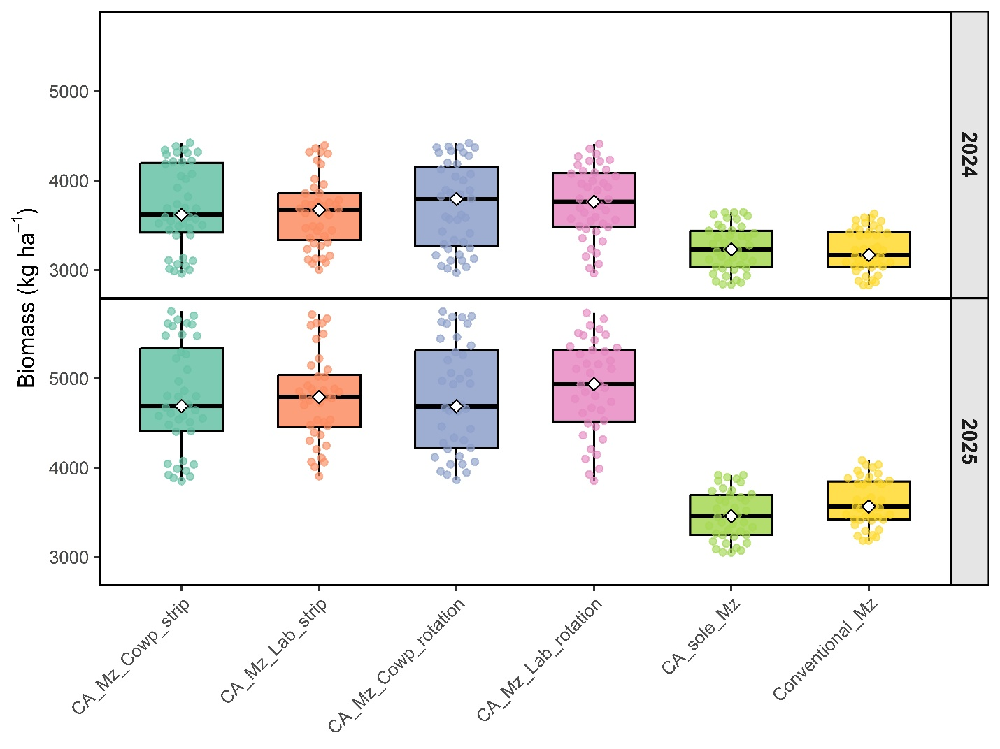 Biomass (kg ha⁻¹)
5000
4000
3000
2024
5000
4000
3000
2025
CA_Mz_Cowp_strip
CA_Mz_Lab_strip
CA_Mz_Cowp_rotation
CA_Mz_Lab_rotation
CA_sole_Mz
Conventional_Mz